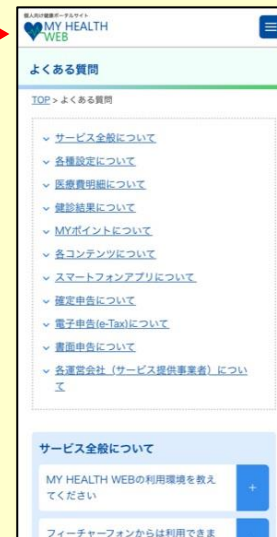 個人向け健康ポータルサイト
MY HEALTH
WEB
よくある質問
TOP > よくある質問
サービス全般について
各種設定について
医療費明細について
健診結果について
MYポイントについて
各コンテンツについて
スマートフォンアプリについて
確定申告について
電子申告(e-Tax)について
書面申告について
各運営会社（サービス提供事業者）につい
て
サービス全般について
MY HEALTH WEBの利用環境を教え
てください
+
フィーチャーフォンからは利用できま